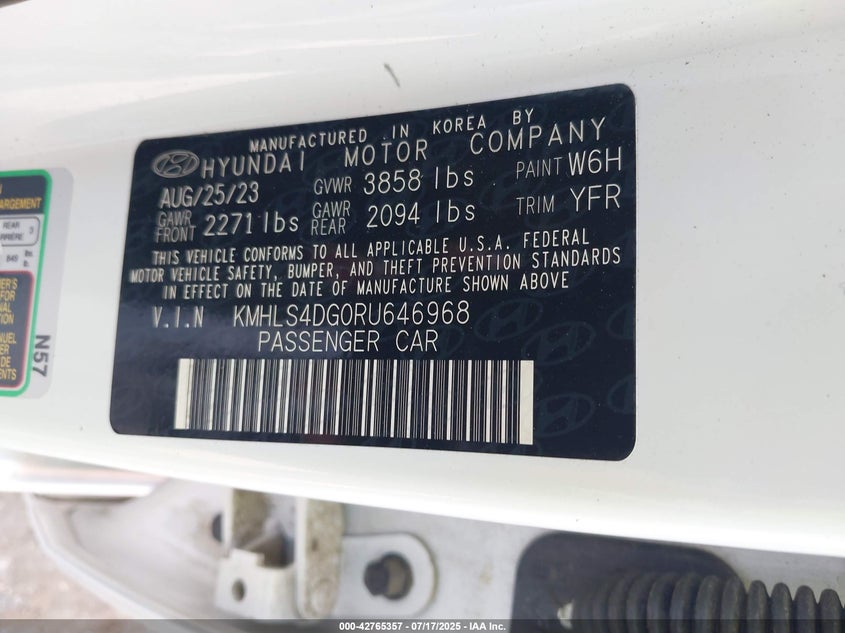 MANUFACTURED IN KOREA BY
HYUNDAI MOTOR COMPANY
AUG/25/23 GVWR 3858 lbs PAINT W6H
GAWR FRONT 2271 lbs GAWR REAR 2094 lbs TRIM YFR
THIS VEHICLE CONFORMS TO ALL APPLICABLE U.S.A. FEDERAL
MOTOR VEHICLE SAFETY, BUMPER, AND THEFT PREVENTION STANDARDS
IN EFFECT ON THE DATE OF MANUFACTURE SHOWN ABOVE
V.I.N KMHLS4DG0RU646968
PASSENGER CAR
REAR 3
N57
000-42765357 - 07/17/2025 - IAA Inc.